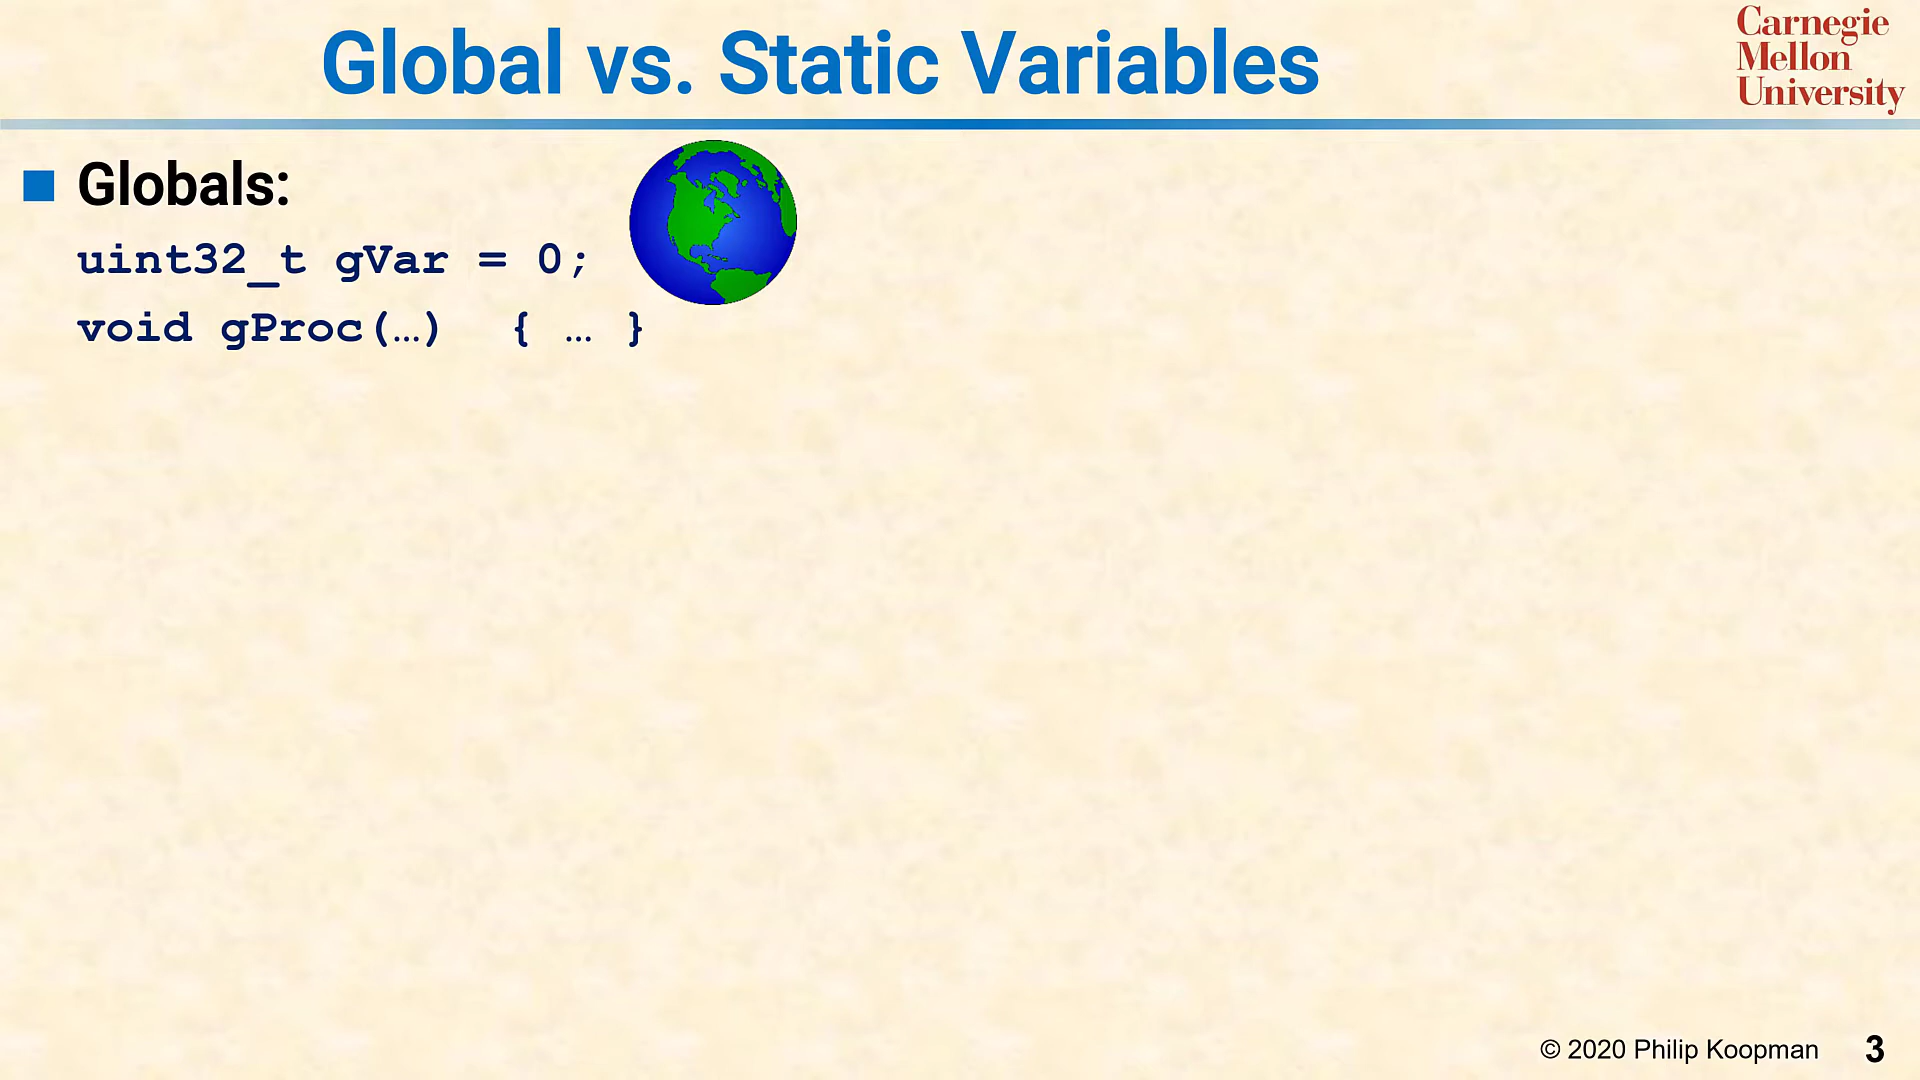 Global vs. Static Variables
Carnegie
Mellon
University
Globals:
uint32_t gVar = 0;
void gProc(…) { … }
© 2020 Philip Koopman 3